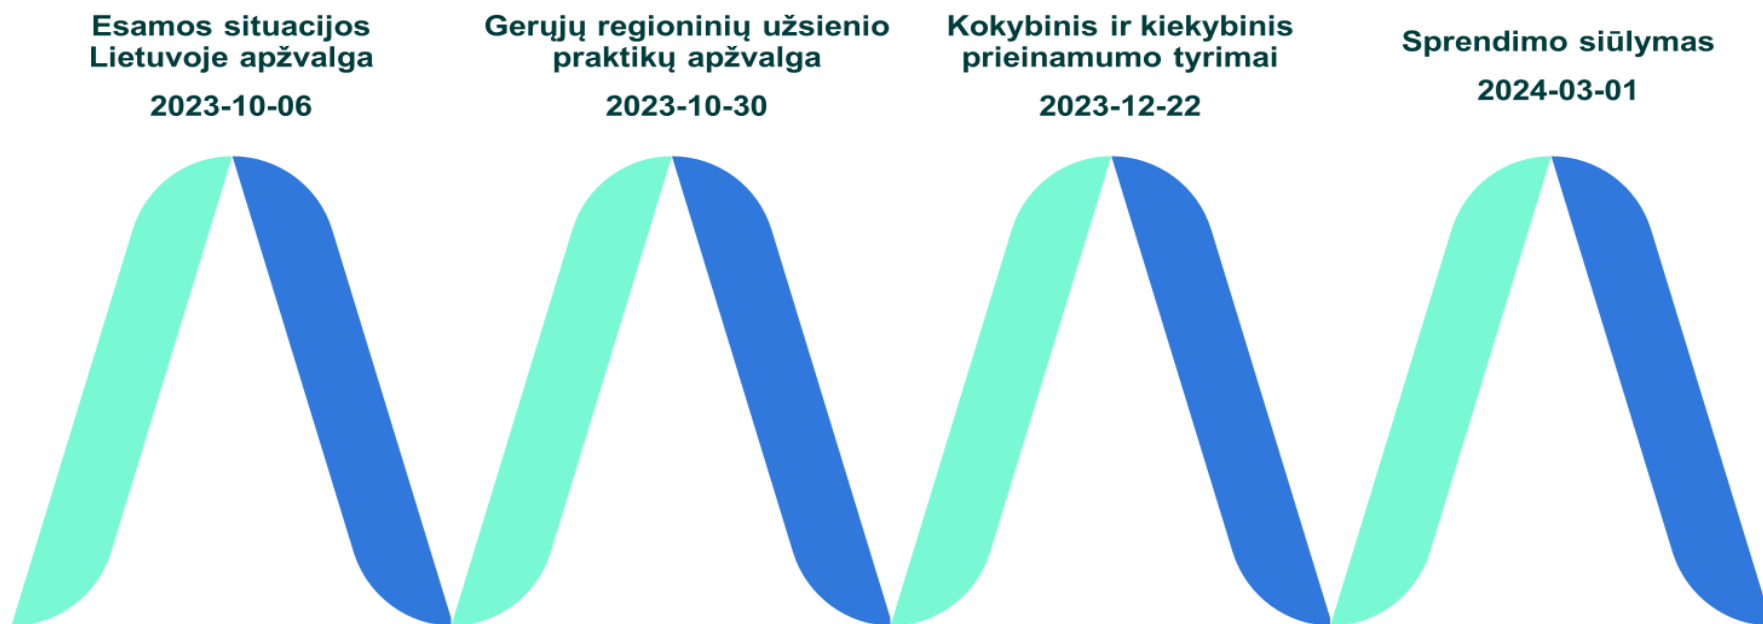 Esamos situacijos
Lietuvoje apžvalga
2023-10-06
Gerųjų regioninių užsienio
praktikų apžvalga
2023-10-30
Kokybinis ir kiekybinis
prieinamumo tyrimai
2023-12-22
Sprendimo siūlymas
2024-03-01